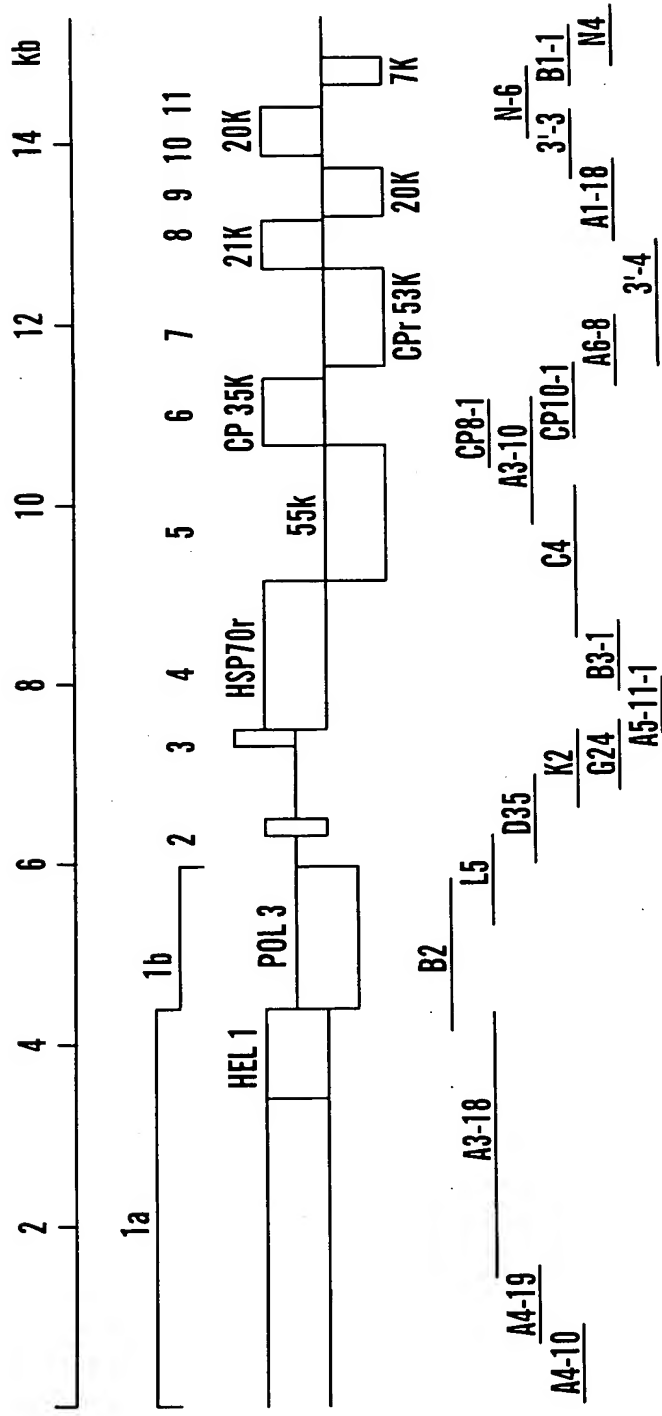 2 4 6 8 10 12 14 kb
1a 1b 2 3 4 5 6 7 8 9 10 11
HEL 1 POL 3 HSP70r 55k CP 35K CPr 53K 21K 20K 20K 7K
CP8-1
B2 N-6
A3-18 L5 A3-10
A4-19 D35 CP10-1 3'-3 B1-1
A4-10 K2 C4 A6-8 A1-18 N4
G24 B3-1 3'-4
A5-11-1